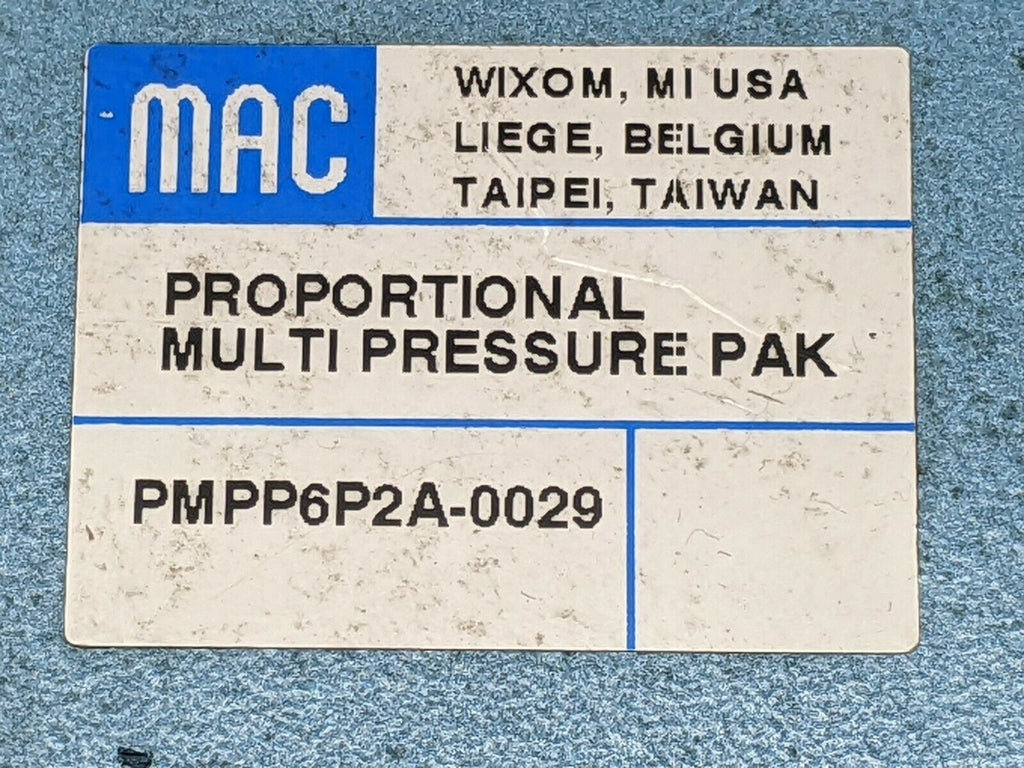 MAC
WIXOM, MI USA
LIEGE, BELGIUM
TAIPEI, TAIWAN
PROPORTIONAL
MULTI PRESSURE PAK
PMPP6P2A-0029